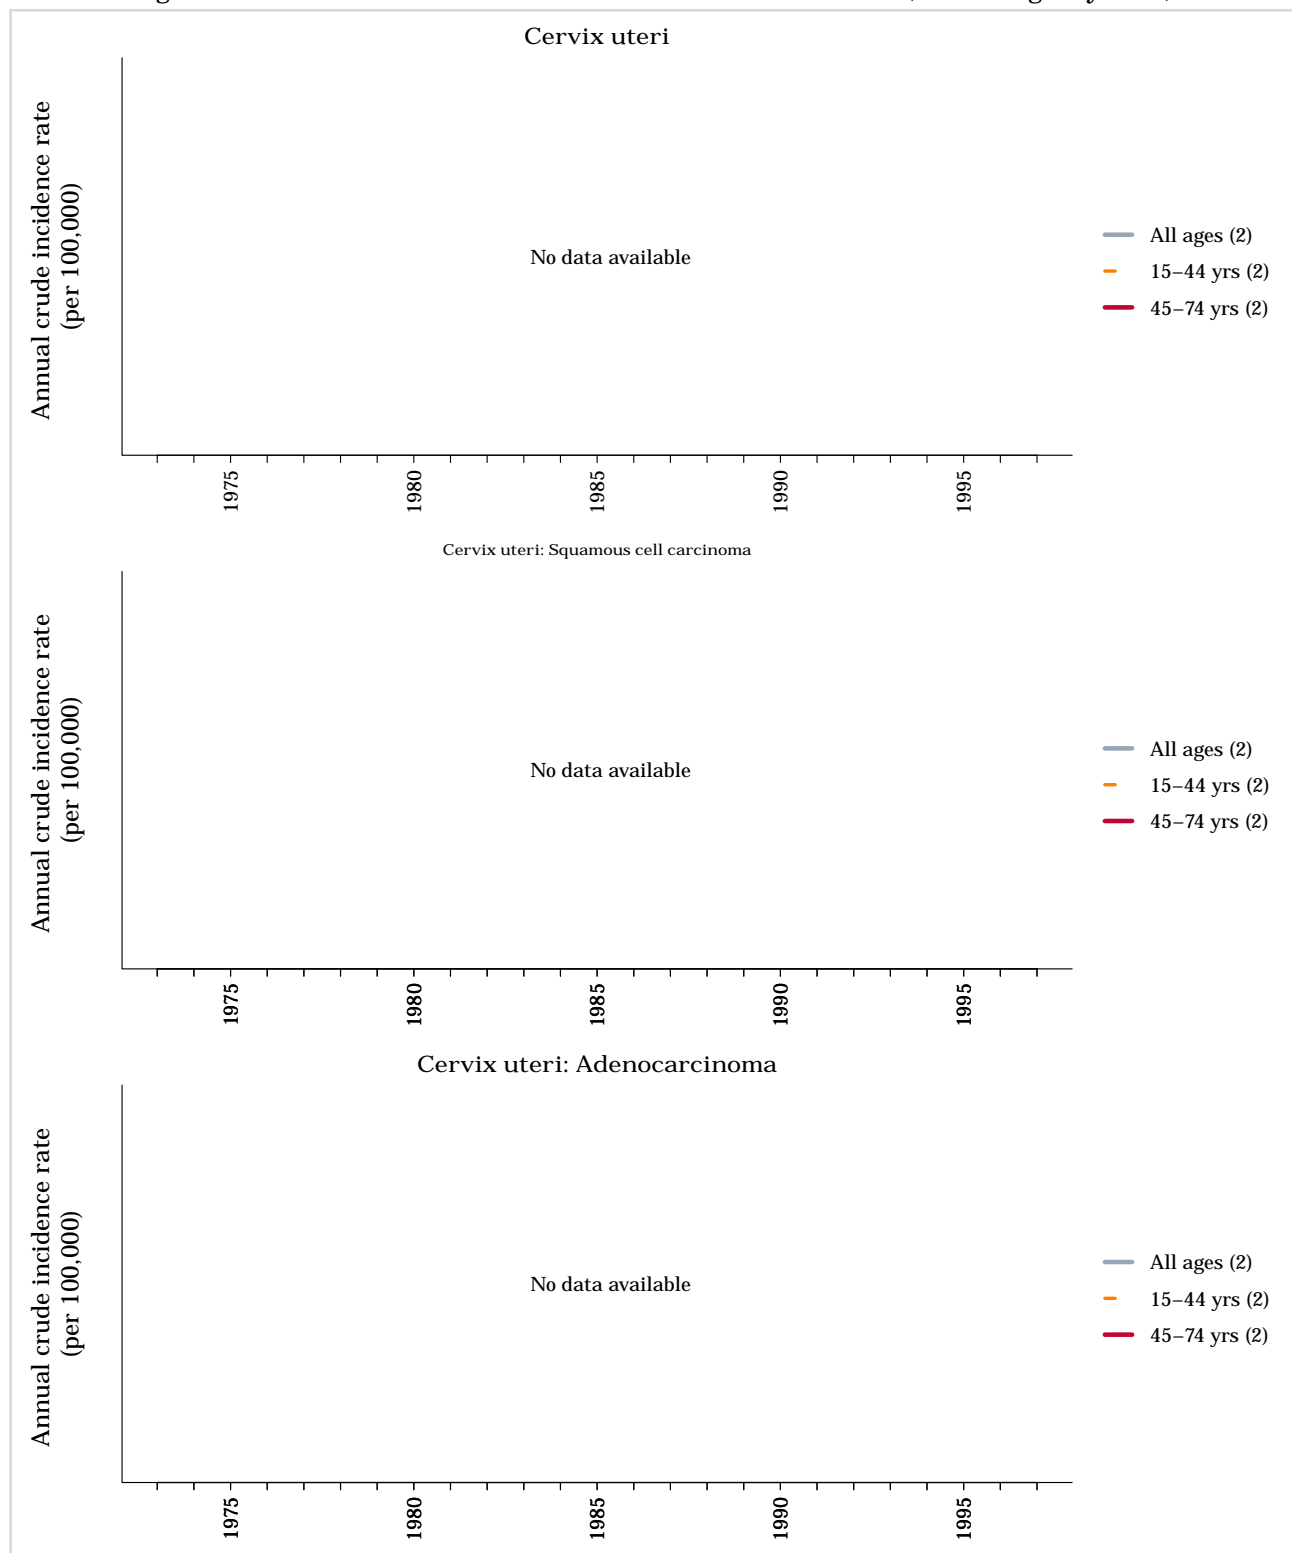 Cervix uteri
Annual crude incidence rate
(per 100,000)
No data available
All ages (2)
15–44 yrs (2)
45–74 yrs (2)
1975
1980
1985
1990
1995
Cervix uteri: Squamous cell carcinoma
Annual crude incidence rate
(per 100,000)
No data available
All ages (2)
15–44 yrs (2)
45–74 yrs (2)
1975
1980
1985
1990
1995
Cervix uteri: Adenocarcinoma
Annual crude incidence rate
(per 100,000)
No data available
All ages (2)
15–44 yrs (2)
45–74 yrs (2)
1975
1980
1985
1990
1995